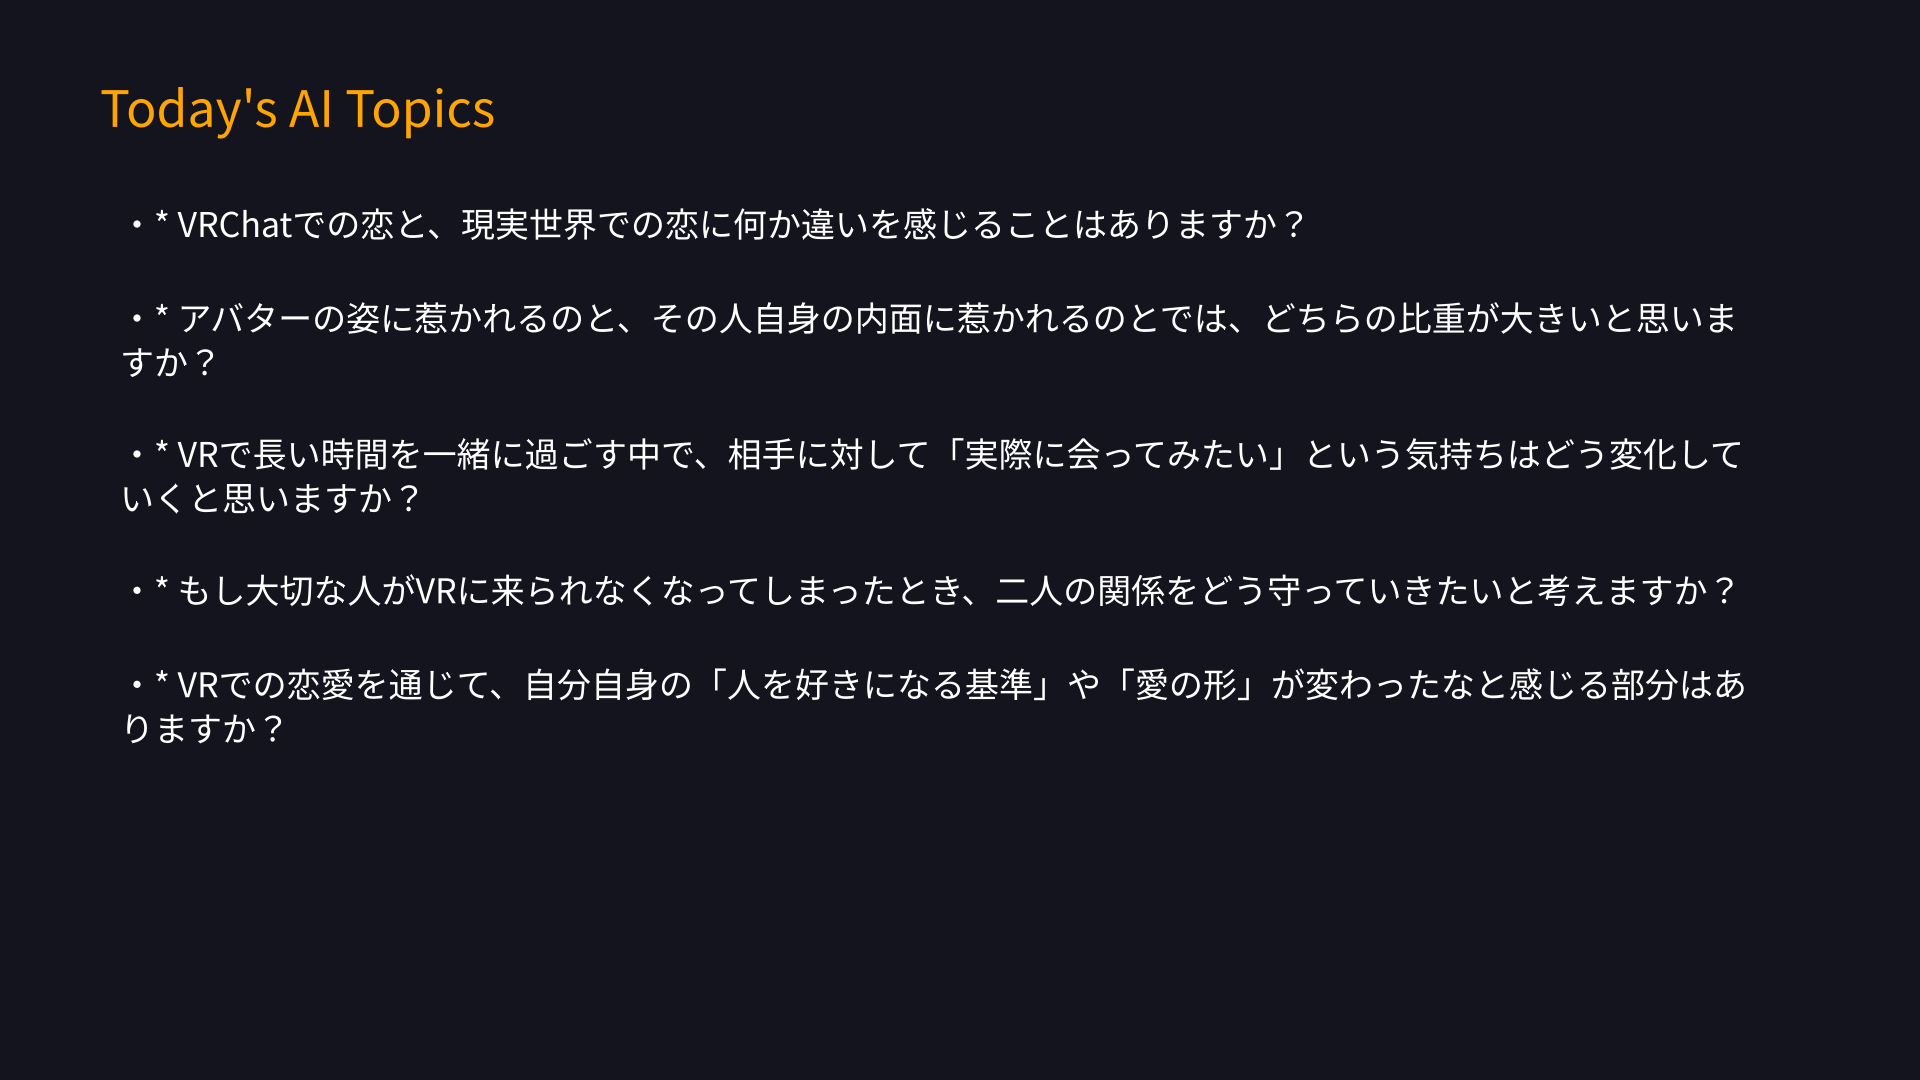 Today's AI Topics
・* VRChatでの恋と、現実世界での恋に何か違いを感じることはありますか？
・* アバターの姿に惹かれるのと、その人自身の内面に惹かれるのとでは、どちらの比重が大きいと思いま
すか？
・* VRで長い時間を一緒に過ごす中で、相手に対して「実際に会ってみたい」という気持ちはどう変化して
いくと思いますか？
・* もし大切な人がVRに来られなくなってしまったとき、二人の関係をどう守っていきたいと考えますか？
・* VRでの恋愛を通じて、自分自身の「人を好きになる基準」や「愛の形」が変わったなと感じる部分はあ
りますか？